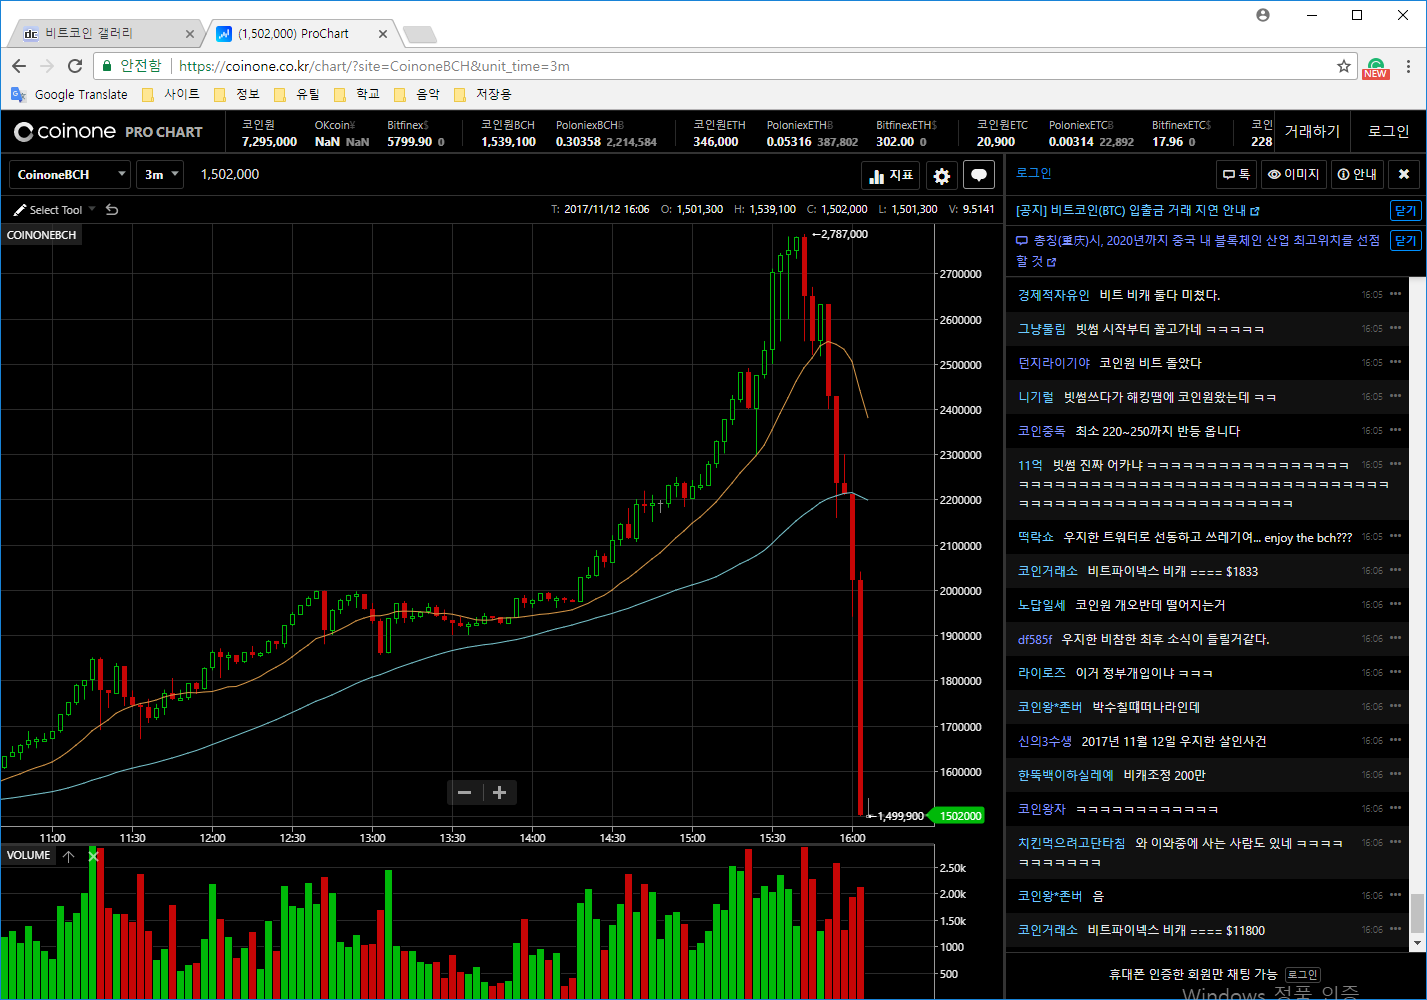 비트코인 갤러리
(1,502,000) ProChart
안전함 https://coinone.co.kr/chart/?site=CoinoneBCH&unit_time=3m
NEW
Google Translate 사이트 정보 유틸 학교 음악 저장용
coinone PRO CHART
코인원 OKcoin¥ Bitfinex$ 코인원BCH PoloniexBCH฿ 코인원ETH PoloniexETH฿ BitfinexETH$ 코인원ETC PoloniexETC฿ BitfinexETC$ 코인 거래하기 로그인
7,295,000 NaN NaN 5799.90 0 1,539,100 0.30358 2,214,584 346,000 0.05316 387,802 302.00 0 20,900 0.00314 22,892 17.96 0 228
CoinoneBCH 3m 1,502,000 지표
Select Tool T: 2017/11/12 16:06 O: 1,501,300 H: 1,539,100 C: 1,502,000 L: 1,501,300 V: 9.5141
COINONEBCH
←2,787,000
2700000
2600000
2500000
2400000
2300000
2200000
2100000
2000000
1900000
1800000
1700000
1600000
←1,499,900 1502000
11:00 11:30 12:00 12:30 13:00 13:30 14:00 14:30 15:00 15:30 16:00
VOLUME
2.50k
2.00k
1.50k
1000
500
로그인 톡 이미지 안내
[공지] 비트코인(BTC) 입출금 거래 지연 안내 닫기
충칭(重庆)시, 2020년까지 중국 내 블록체인 산업 최고위치를 선점 닫기
할 것
경제적자유인 비트 비캐 둘다 미쳤다. 16:05
그냥물림 빗썸 시작부터 꼴고가네 ㅋㅋㅋㅋㅋ 16:05
던지라이기야 코인원 비트 돌았다 16:05
니기럴 빗썸쓰다가 해킹땜에 코인원왔는데 ㅋㅋ 16:05
코인중독 최소 220~250까지 반등 옵니다 16:05
11억 빗썸 진짜 어카냐 ㅋㅋㅋㅋㅋㅋㅋㅋㅋㅋㅋㅋㅋㅋㅋㅋㅋ 16:05
ㅋㅋㅋㅋㅋㅋㅋㅋㅋㅋㅋㅋㅋㅋㅋㅋㅋㅋㅋㅋㅋㅋㅋㅋㅋㅋㅋㅋㅋㅋㅋ
ㅋㅋㅋㅋㅋㅋㅋㅋㅋㅋㅋㅋㅋㅋㅋㅋㅋㅋㅋㅋㅋㅋㅋ
떡락쇼 우지한 트워터로 선동하고 쓰레기여... enjoy the bch??? 16:05
코인거래소 비트파이넥스 비캐 ==== $1833 16:06
노답일세 코인원 개오반데 떨어지는거 16:06
df585f 우지한 비참한 최후 소식이 들릴거같다. 16:06
라이로즈 이거 정부개입이냐 ㅋㅋㅋ 16:06
코인왕*존버 박수칠때떠나라인데 16:06
신의3수생 2017년 11월 12일 우지한 살인사건 16:06
한뚝백이하실레예 비캐조정 200만 16:06
코인왕자 ㅋㅋㅋㅋㅋㅋㅋㅋㅋㅋㅋㅋ 16:06
치킨먹으려고단타침 와 이와중에 사는 사람도 있네 ㅋㅋㅋㅋ 16:06
ㅋㅋㅋㅋㅋㅋㅋ
코인왕*존버 음 16:06
코인거래소 비트파이넥스 비캐 ==== $11800 16:06
휴대폰 인증한 회원만 채팅 가능 로그인
Windows 정품 인증